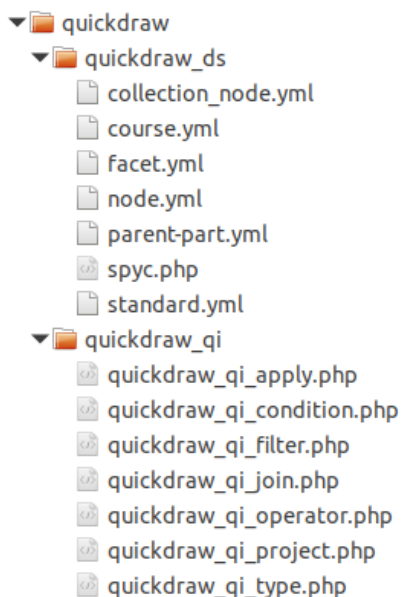 quickdraw
quickdraw_ds
collection_node.yml
course.yml
facet.yml
node.yml
parent-part.yml
spyc.php
standard.yml
quickdraw_qi
quickdraw_qi_apply.php
quickdraw_qi_condition.php
quickdraw_qi_filter.php
quickdraw_qi_join.php
quickdraw_qi_operator.php
quickdraw_qi_project.php
quickdraw_qi_type.php